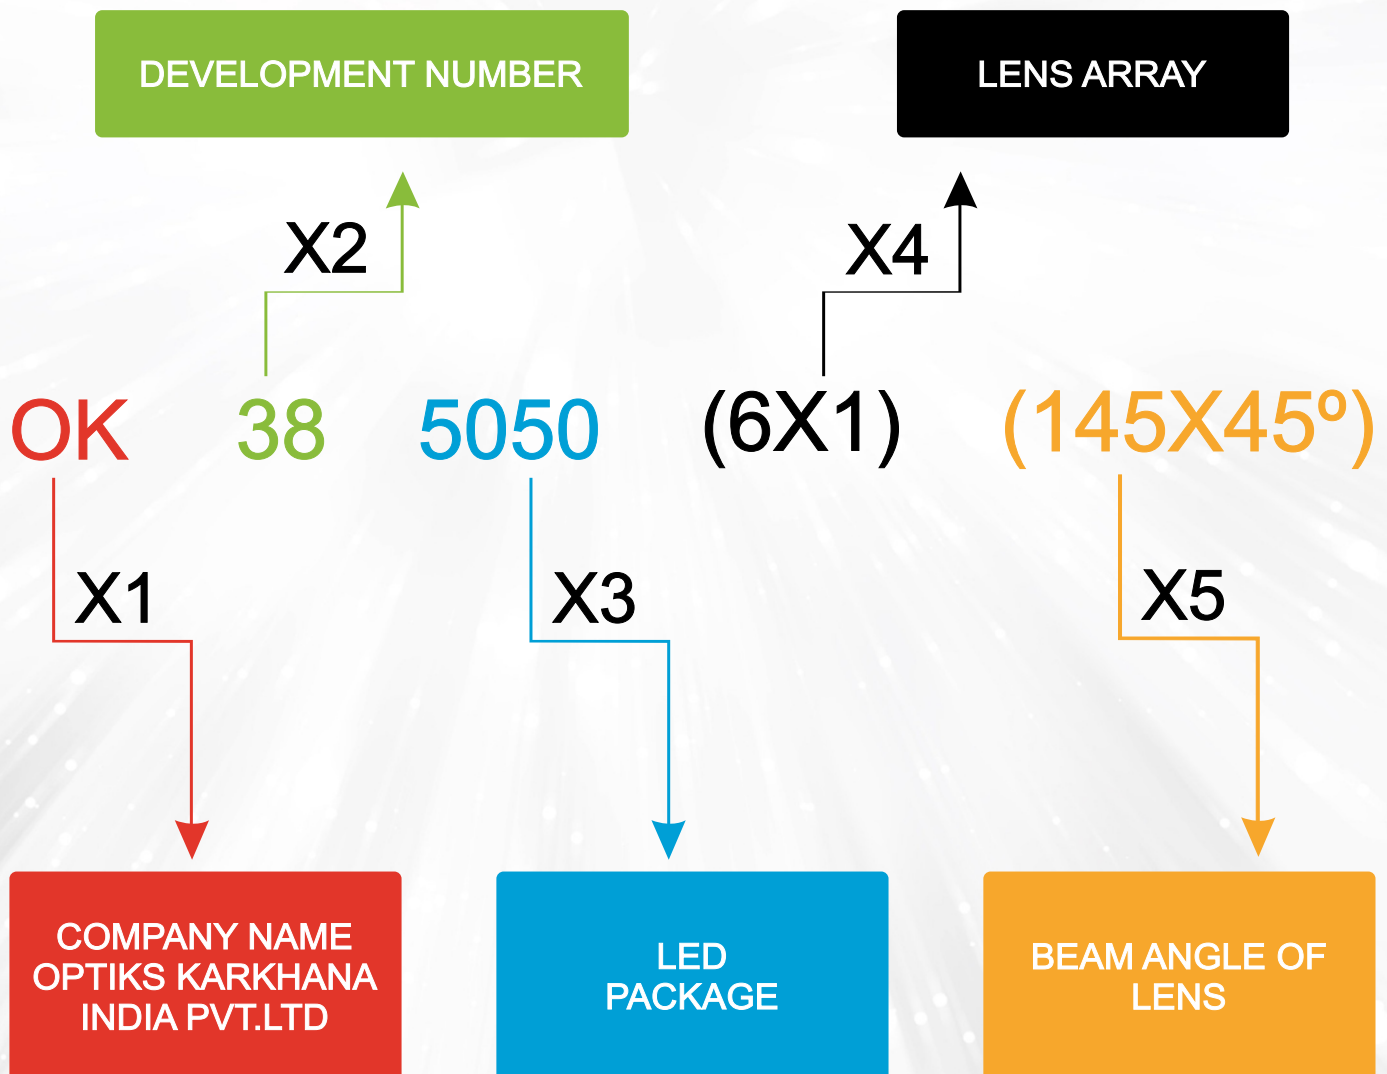 DEVELOPMENT NUMBER
LENS ARRAY
X2
X4
OK 38 5050 (6X1) (145X45º)
X1
X3
X5
COMPANY NAME
OPTIKS KARKHANA
INDIA PVT.LTD
LED
PACKAGE
BEAM ANGLE OF
LENS